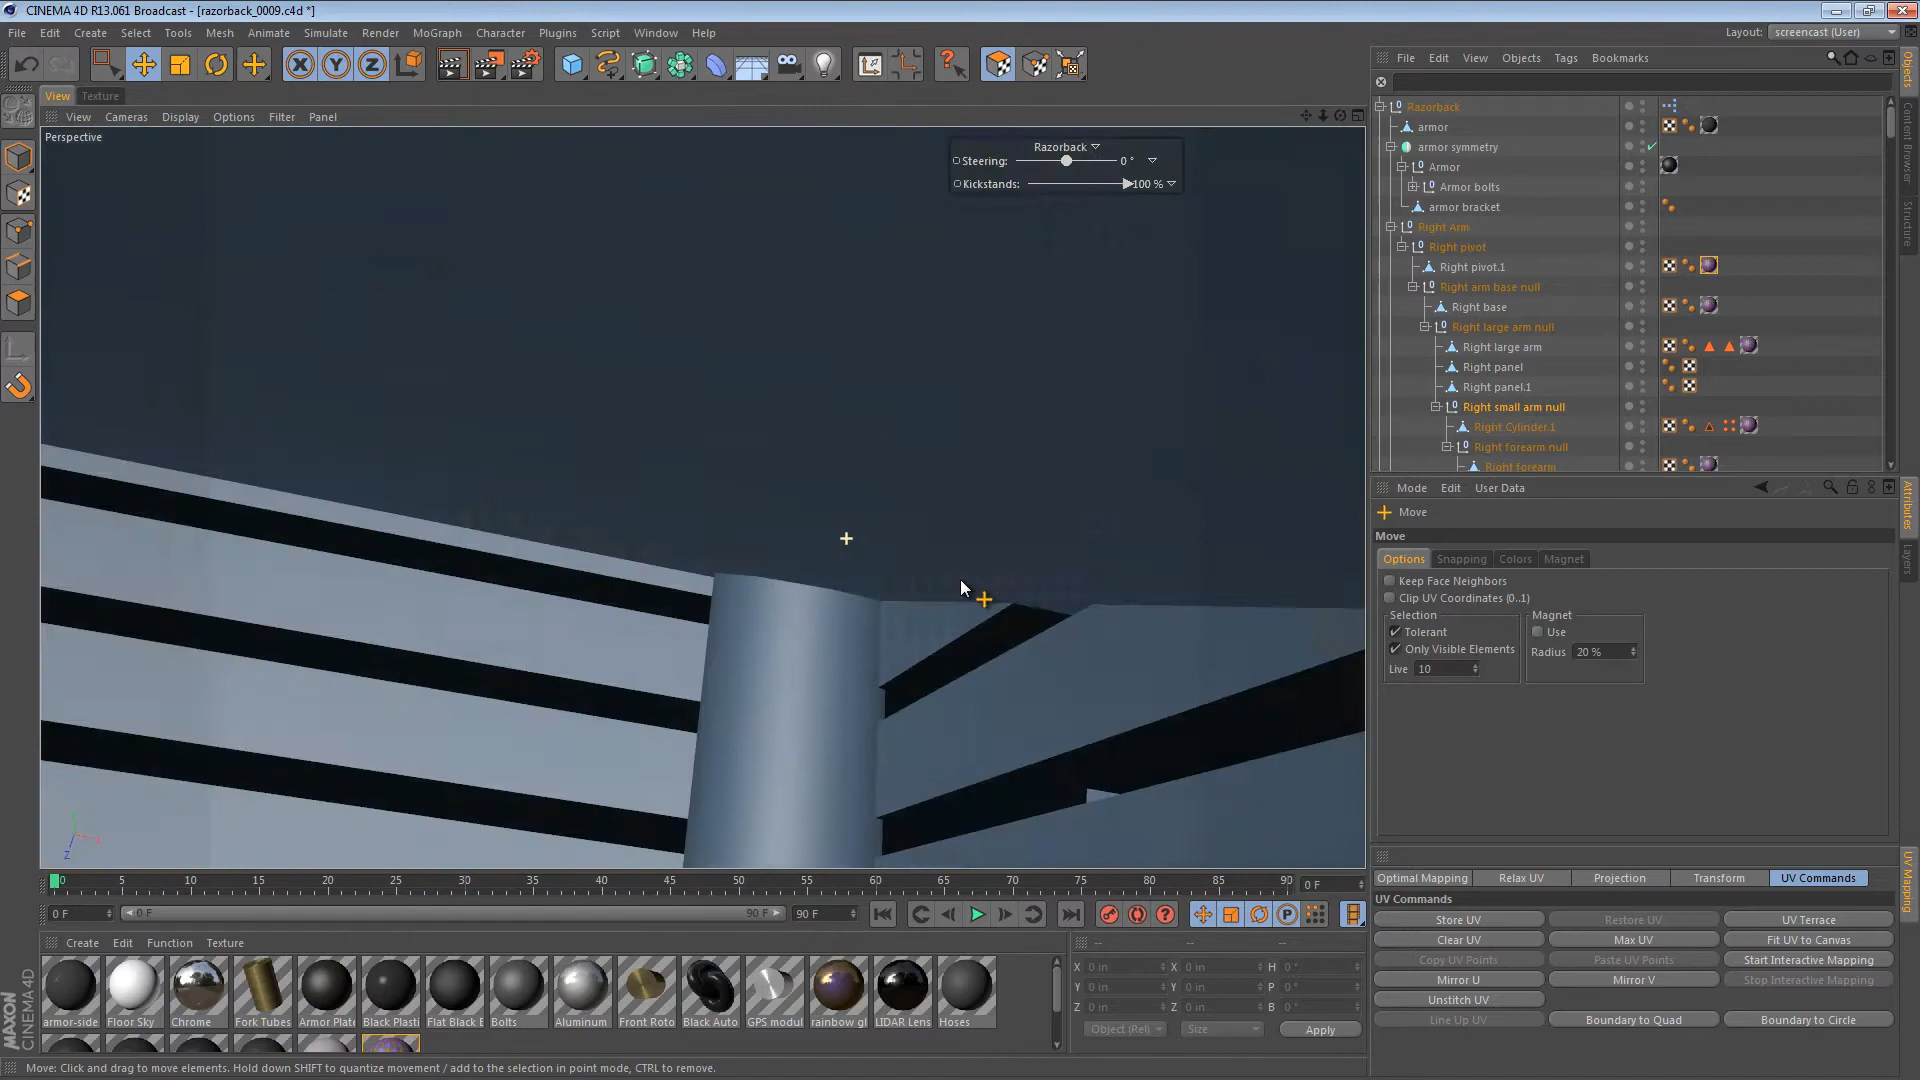 CINEMA 4D R13.061 Broadcast - [razorback_0009.c4d *]
File Edit Create Select Tools Mesh Animate Simulate Render MoGraph Character Plugins Script Window Help
Layout: screencast (User)
View Texture
View Cameras Display Options Filter Panel
Perspective
Razorback
Steering: 0 °
Kickstands: 100 %
File Edit View Objects Tags Bookmarks
Razorback
armor
armor symmetry
Armor
Armor bolts
armor bracket
Right Arm
Right pivot
Right pivot.1
Right arm base null
Right base
Right large arm null
Right large arm
Right panel
Right panel.1
Right small arm null
Right Cylinder.1
Right forearm null
Right forearm
Objects
Content Browser
Structure
Mode Edit User Data
Move
Move
Options Snapping Colors Magnet
Keep Face Neighbors
Clip UV Coordinates (0..1)
Selection
Tolerant
Only Visible Elements
Live 10
Magnet
Use
Radius 20 %
Attributes
Layers
Optimal Mapping Relax UV Projection Transform UV Commands
UV Commands
Store UV Restore UV UV Terrace
Clear UV Max UV Fit UV to Canvas
Copy UV Points Paste UV Points Start Interactive Mapping
Mirror U Mirror V Stop Interactive Mapping
Unstitch UV
Line Up UV Boundary to Quad Boundary to Circle
UV Mapping
0 5 10 15 20 25 30 35 40 45 50 55 60 65 70 75 80 85 90 0 F
0 F 0 F 90 F 90 F
Create Edit Function Texture
armor-side Floor Sky Chrome Fork Tubes Armor Plate Black Plasti Flat Black E Bolts Aluminum Front Roto Black Auto GPS modul rainbow gl LIDAR Lens Hoses
-- -- --
X 0 in X 0 in H 0 °
Y 0 in Y 0 in P 0 °
Z 0 in Z 0 in B 0 °
Object (Rel) Size Apply
MAXON CINEMA 4D
Move: Click and drag to move elements. Hold down SHIFT to quantize movement / add to the selection in point mode, CTRL to remove.